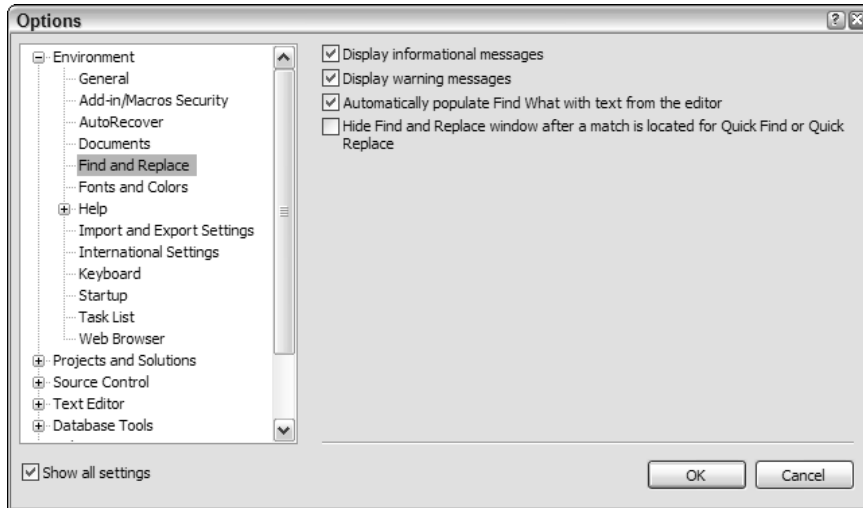 Options
Environment
General
Add-in/Macros Security
AutoRecover
Documents
Find and Replace
Fonts and Colors
Help
Import and Export Settings
International Settings
Keyboard
Startup
Task List
Web Browser
Projects and Solutions
Source Control
Text Editor
Database Tools
Display informational messages
Display warning messages
Automatically populate Find What with text from the editor
Hide Find and Replace window after a match is located for Quick Find or Quick
Replace
Show all settings
OK
Cancel